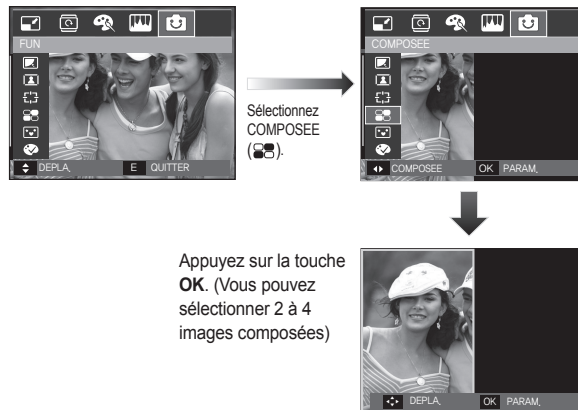 FUN
DEPLA.
E QUITTER
Sélectionnez
COMPOSEE
( ).
COMPOSEE
COMPOSEE
OK PARAM.
Appuyez sur la touche
OK. (Vous pouvez
sélectionner 2 à 4
images composées)
DEPLA.
OK PARAM.